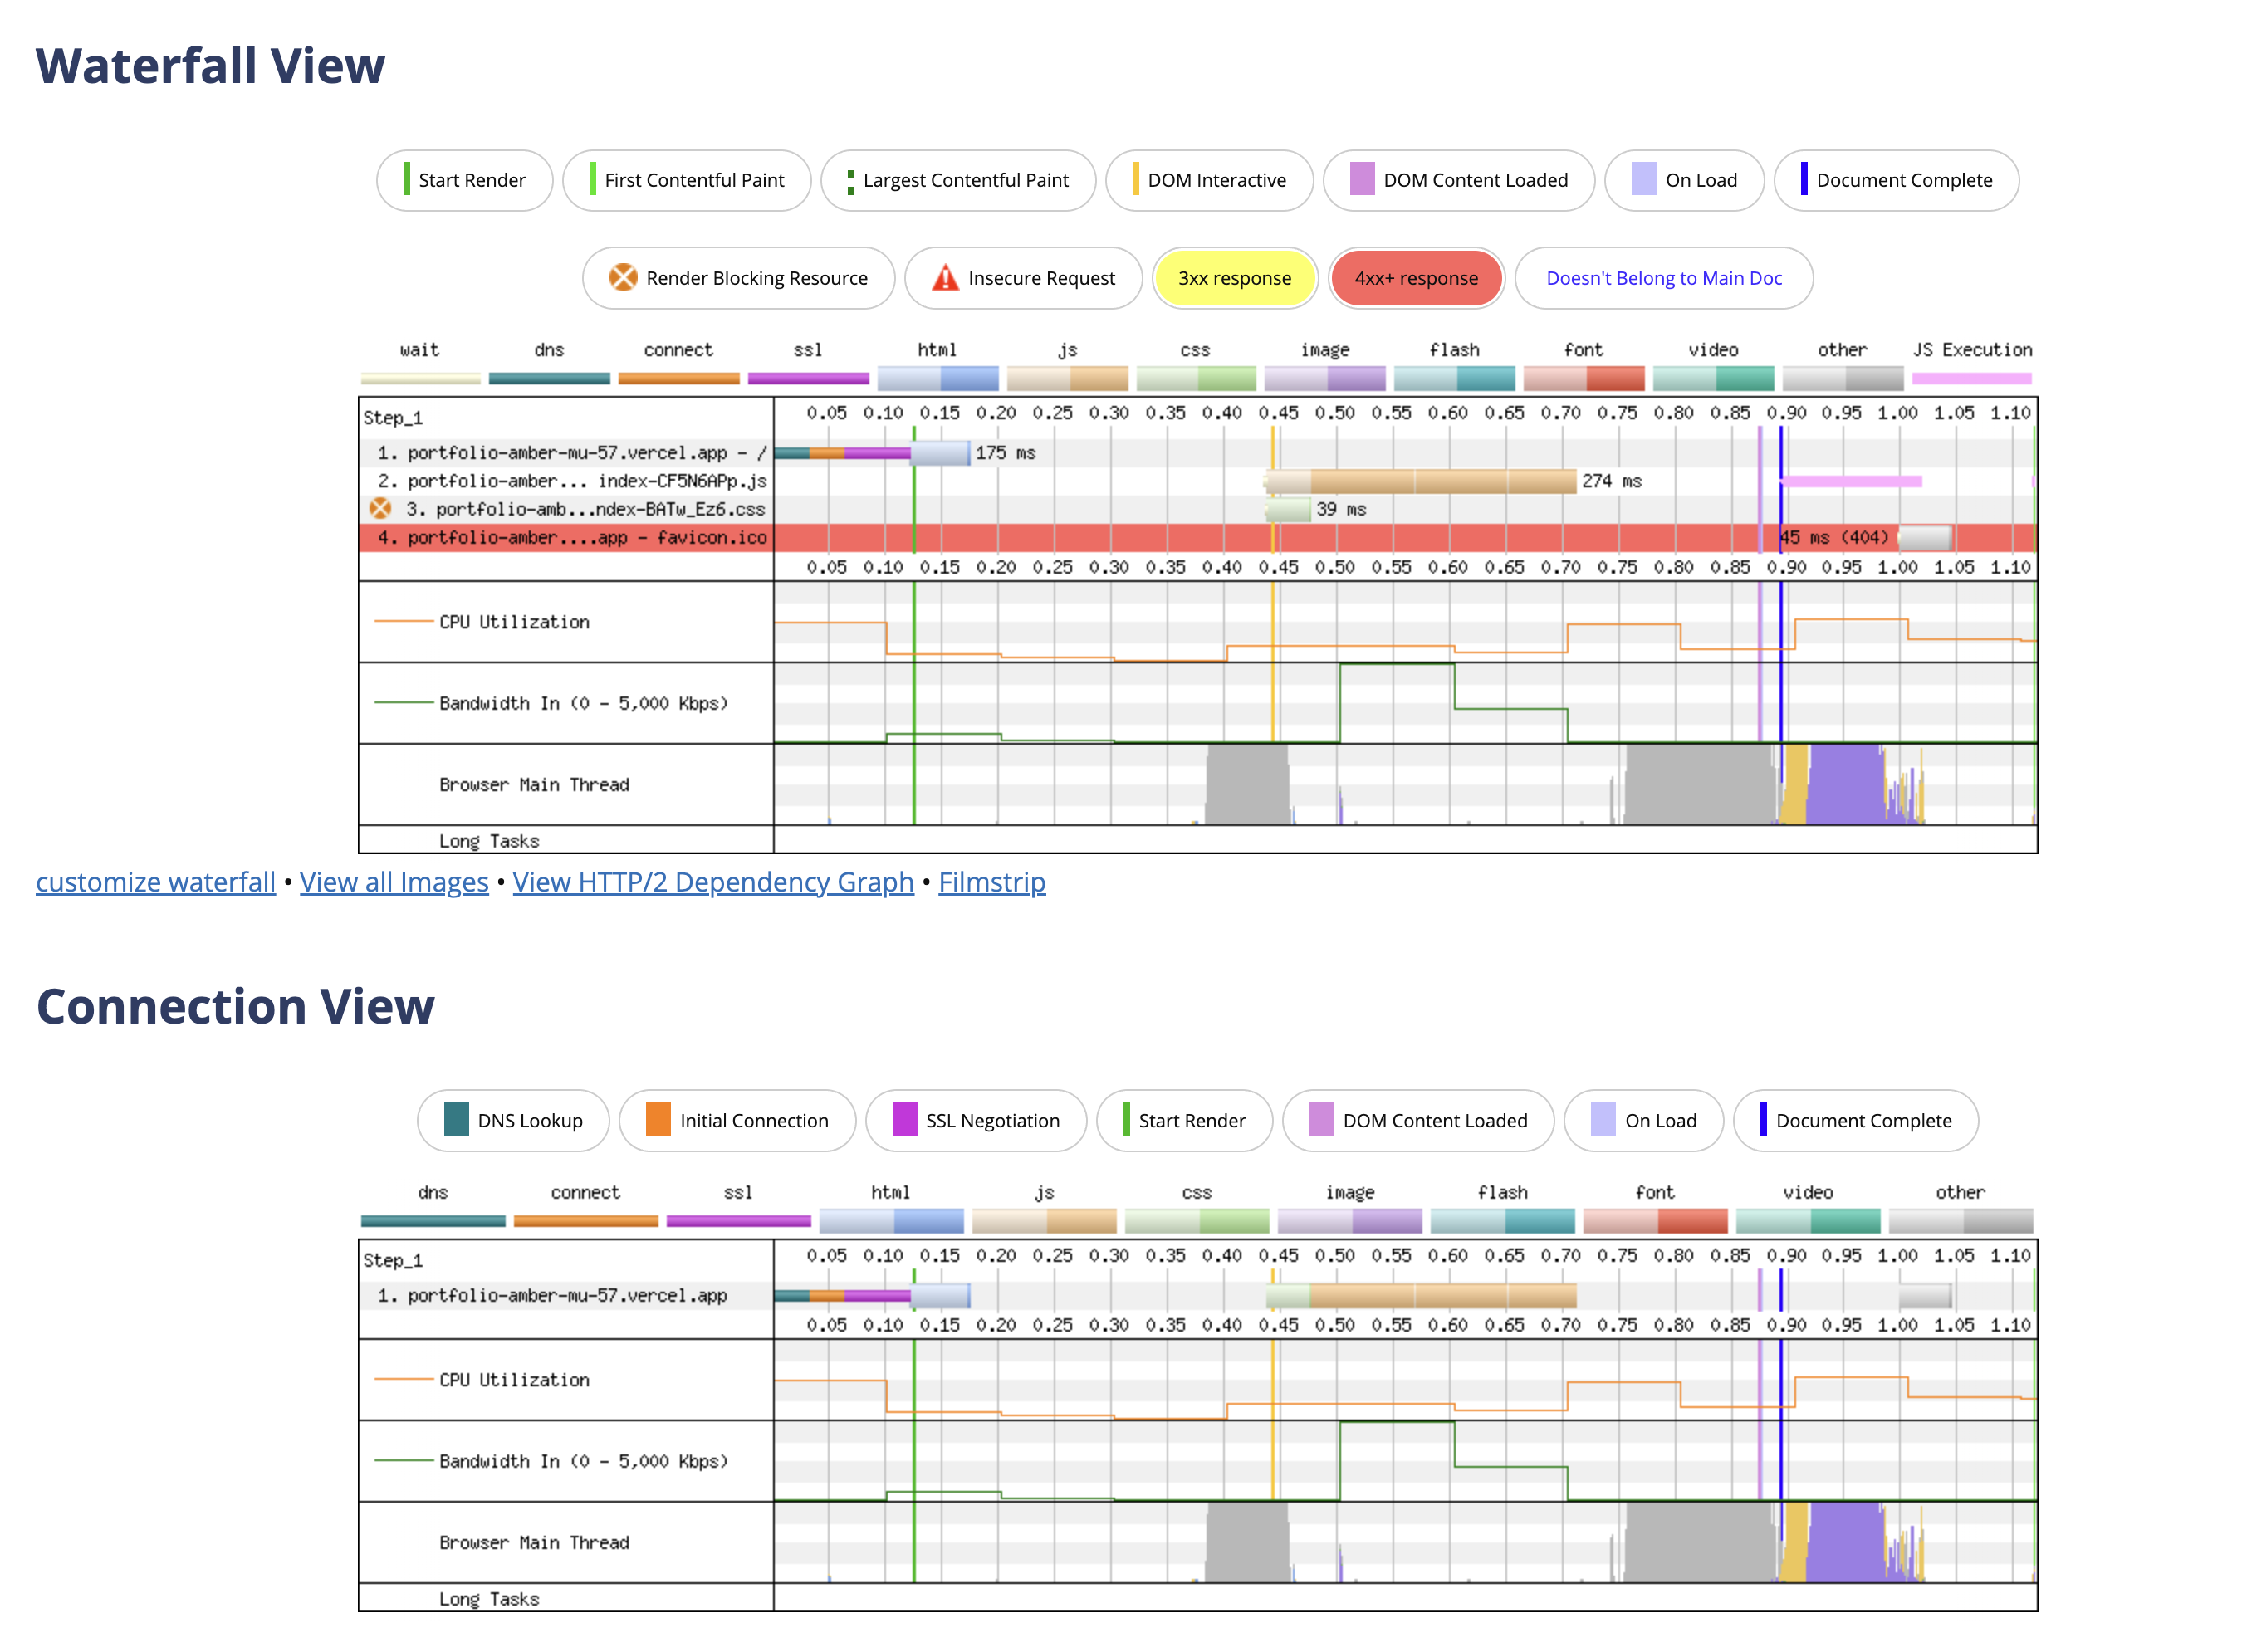 Waterfall View
Start Render First Contentful Paint Largest Contentful Paint DOM Interactive DOM Content Loaded On Load Document Complete
Render Blocking Resource Insecure Request 3xx response 4xx+ response Doesn't Belong to Main Doc
wait dns connect ssl html js css image flash font video other JS Execution
Step_1 0.05 0.10 0.15 0.20 0.25 0.30 0.35 0.40 0.45 0.50 0.55 0.60 0.65 0.70 0.75 0.80 0.85 0.90 0.95 1.00 1.05 1.10
1. portfolio-amber-mu-57.vercel.app - / 175 ms
2. portfolio-amber... index-CF5N6APp.js 274 ms
3. portfolio-amb...ndex-BATw_Ez6.css 39 ms
4. portfolio-amber....app - favicon.ico 45 ms (404)
0.05 0.10 0.15 0.20 0.25 0.30 0.35 0.40 0.45 0.50 0.55 0.60 0.65 0.70 0.75 0.80 0.85 0.90 0.95 1.00 1.05 1.10
CPU Utilization
Bandwidth In (0 - 5,000 Kbps)
Browser Main Thread
Long Tasks
customize waterfall • View all Images • View HTTP/2 Dependency Graph • Filmstrip
Connection View
DNS Lookup Initial Connection SSL Negotiation Start Render DOM Content Loaded On Load Document Complete
dns connect ssl html js css image flash font video other
Step_1 0.05 0.10 0.15 0.20 0.25 0.30 0.35 0.40 0.45 0.50 0.55 0.60 0.65 0.70 0.75 0.80 0.85 0.90 0.95 1.00 1.05 1.10
1. portfolio-amber-mu-57.vercel.app
0.05 0.10 0.15 0.20 0.25 0.30 0.35 0.40 0.45 0.50 0.55 0.60 0.65 0.70 0.75 0.80 0.85 0.90 0.95 1.00 1.05 1.10
CPU Utilization
Bandwidth In (0 - 5,000 Kbps)
Browser Main Thread
Long Tasks